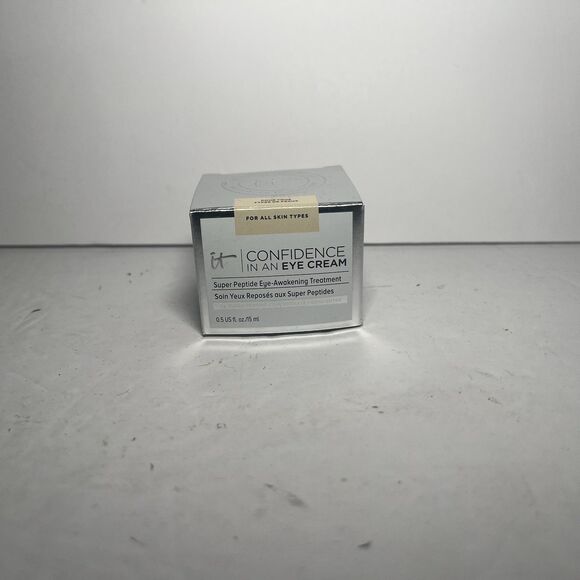 FOR ALL SKIN TYPES
it
CONFIDENCE
IN AN EYE CREAM
Super Peptide Eye-Awakening Treatment
Soin Yeux Reposés aux Super Peptides
0.5 US fl. oz./15 ml